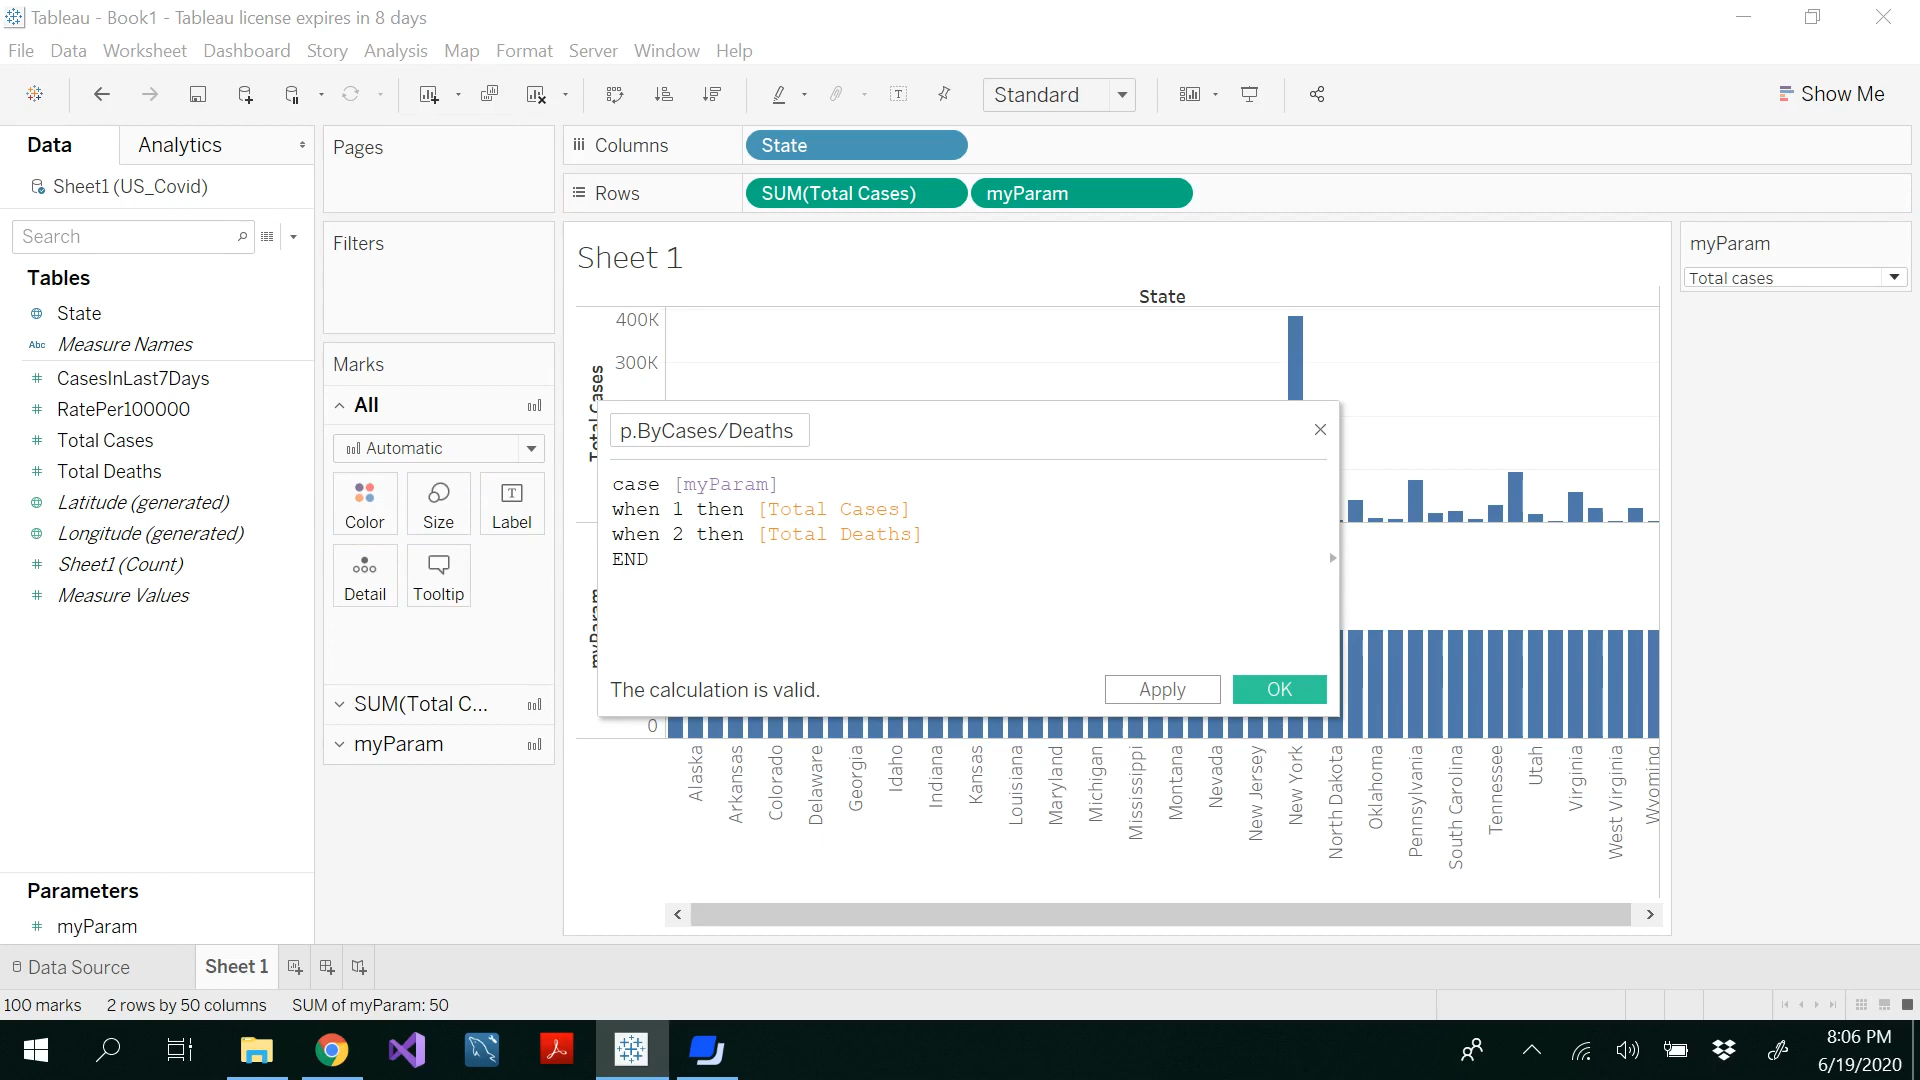 Tableau - Book1 - Tableau license expires in 8 days
File Data Worksheet Dashboard Story Analysis Map Format Server Window Help
Standard
Show Me
Data
Analytics
Sheet1 (US_Covid)
Search
Tables
State
Abc Measure Names
CasesInLast7Days
RatePer100000
Total Cases
Total Deaths
Latitude (generated)
Longitude (generated)
Sheet1 (Count)
Measure Values
Parameters
myParam
Pages
Filters
Marks
All
Automatic
Color
Size
Label
Detail
Tooltip
SUM(Total C...
myParam
Columns
State
Rows
SUM(Total Cases)
myParam
Sheet 1
State
400K
300K
Total Cases
myParam
0
p.ByCases/Deaths
case [myParam]
when 1 then [Total Cases]
when 2 then [Total Deaths]
END
The calculation is valid.
Apply
OK
Alaska
Arkansas
Colorado
Delaware
Georgia
Idaho
Indiana
Kansas
Louisiana
Maryland
Michigan
Mississippi
Montana
Nevada
New Jersey
New York
North Dakota
Oklahoma
Pennsylvania
South Carolina
Tennessee
Utah
Virginia
West Virginia
Wyoming
myParam
Total cases
Data Source
Sheet 1
100 marks
2 rows by 50 columns
SUM of myParam: 50
8:06 PM
6/19/2020